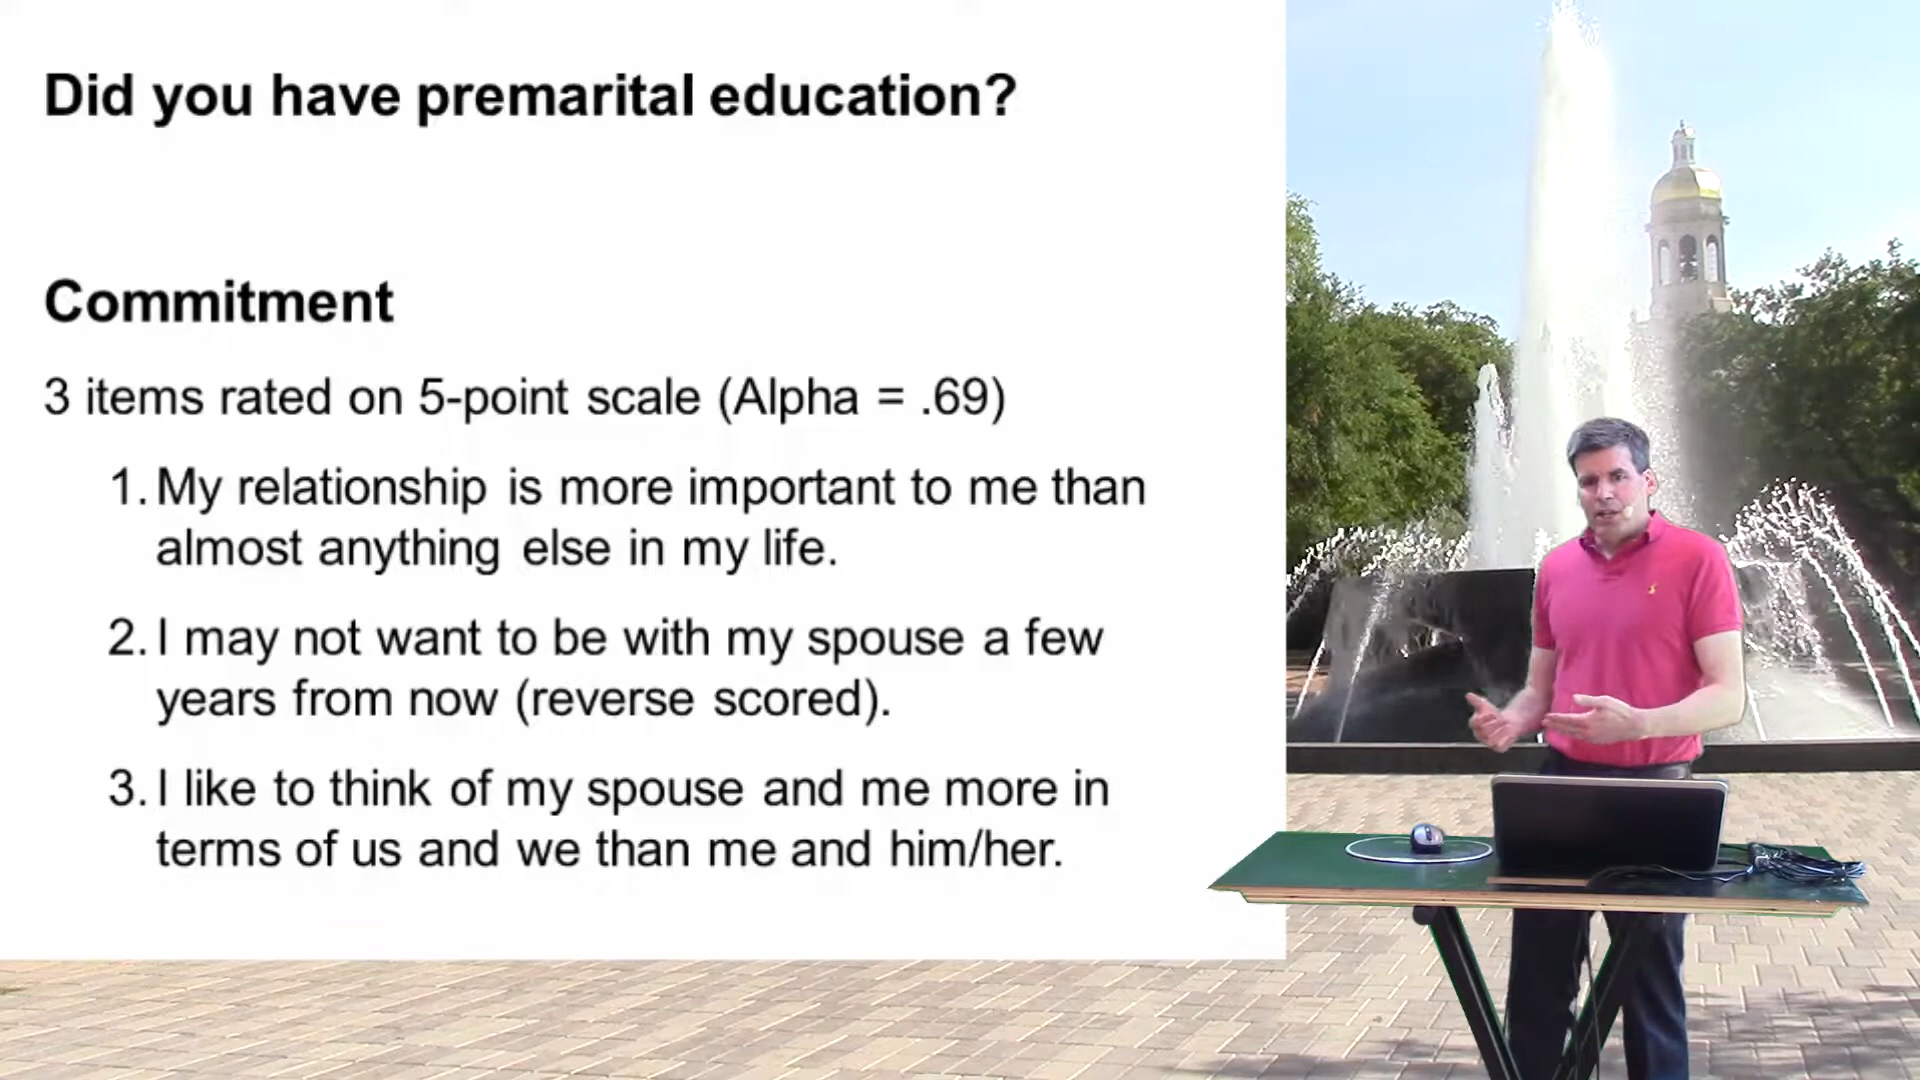 Did you have premarital education?
Commitment
3 items rated on 5-point scale (Alpha = .69)
1. My relationship is more important to me than
almost anything else in my life.
2. I may not want to be with my spouse a few
years from now (reverse scored).
3. I like to think of my spouse and me more in
terms of us and we than me and him/her.